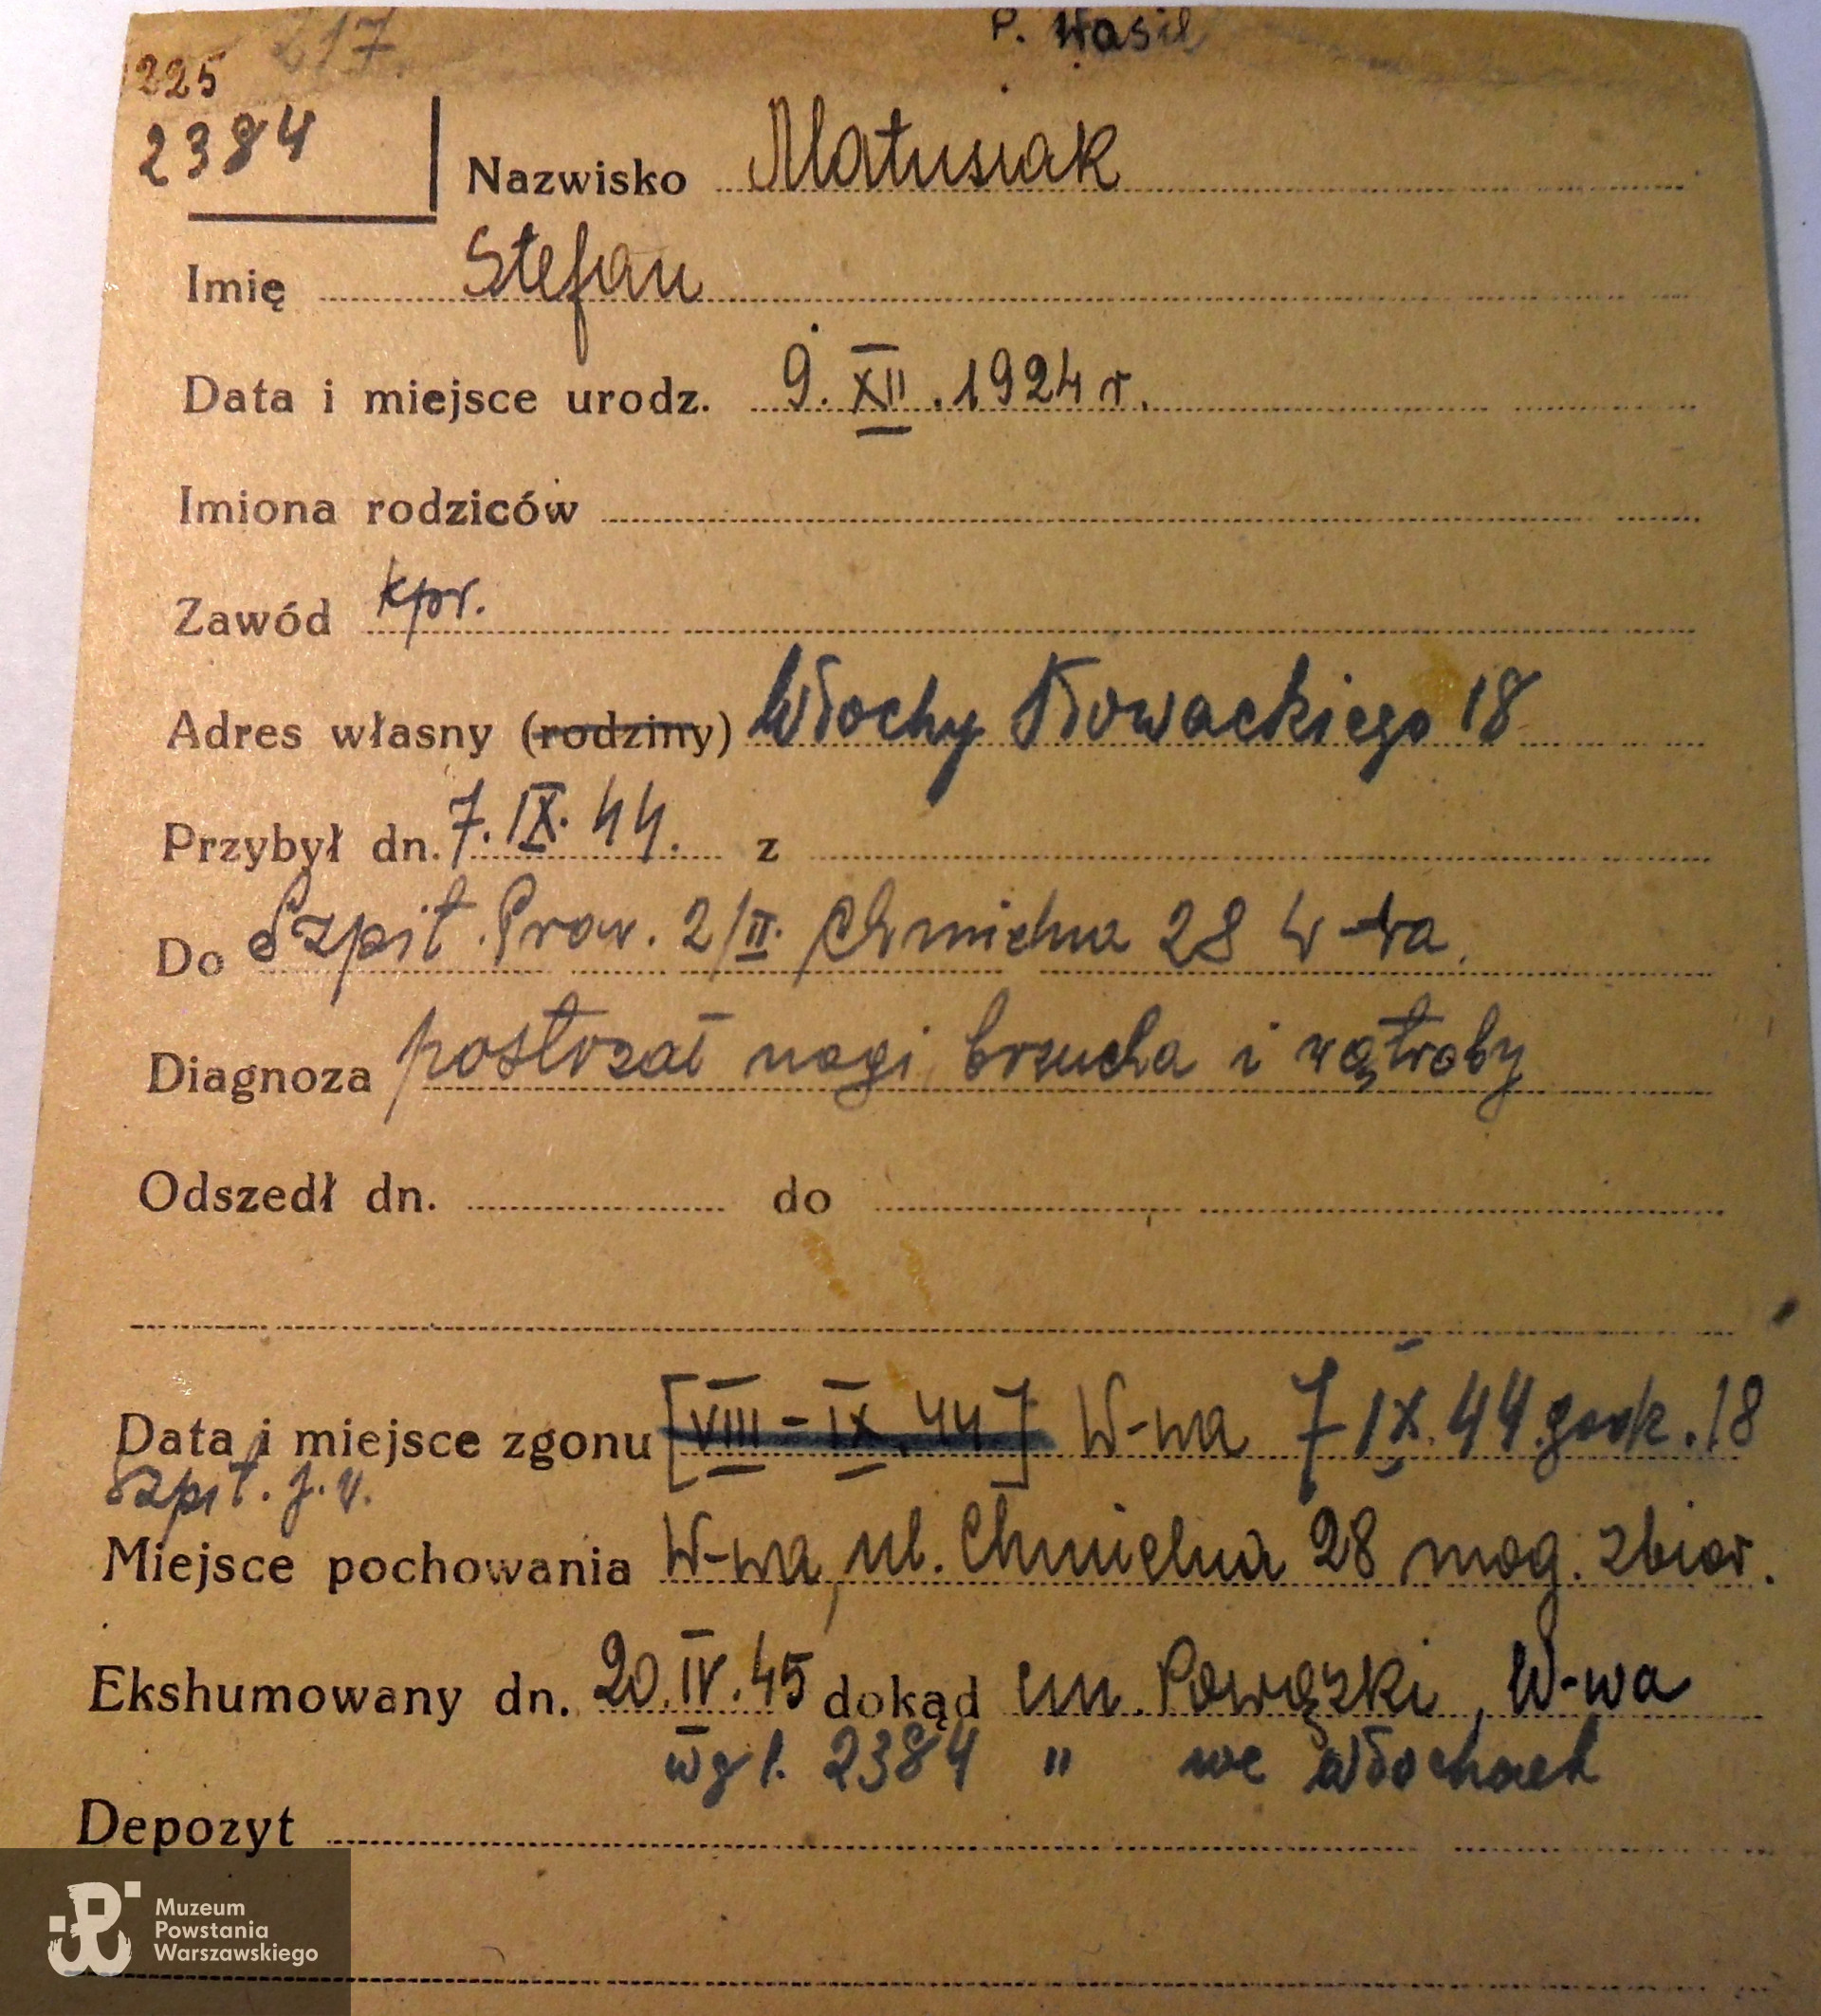 P. Wasil
217.
225
2384
Nazwisko Matusiak
Imię Stefan
Data i miejsce urodz. 9. XII. 1924 r.
Imiona rodziców
Zawód kpr.
Adres własny (rodziny) Włochy Słowackiego 18
Przybył dn. 7. IX. 44. z
Do Szpit. Prow. 2/II. Chmielna 28 W-wa.
Diagnoza postrzał nogi, brzucha i wątroby
Odszedł dn. do
Data i miejsce zgonu [VIII - IX. 44] W-wa 7 IX. 44. godz. 18
Szpit. j.w.
Miejsce pochowania W-wa, ul. Chmielna 28 mog. zbior.
Ekshumowany dn. 20. IV. 45 dokąd cm. Powązki, W-wa
wg l. 2384 " we Włochach
Depozyt
Muzeum
Powstania
Warszawskiego